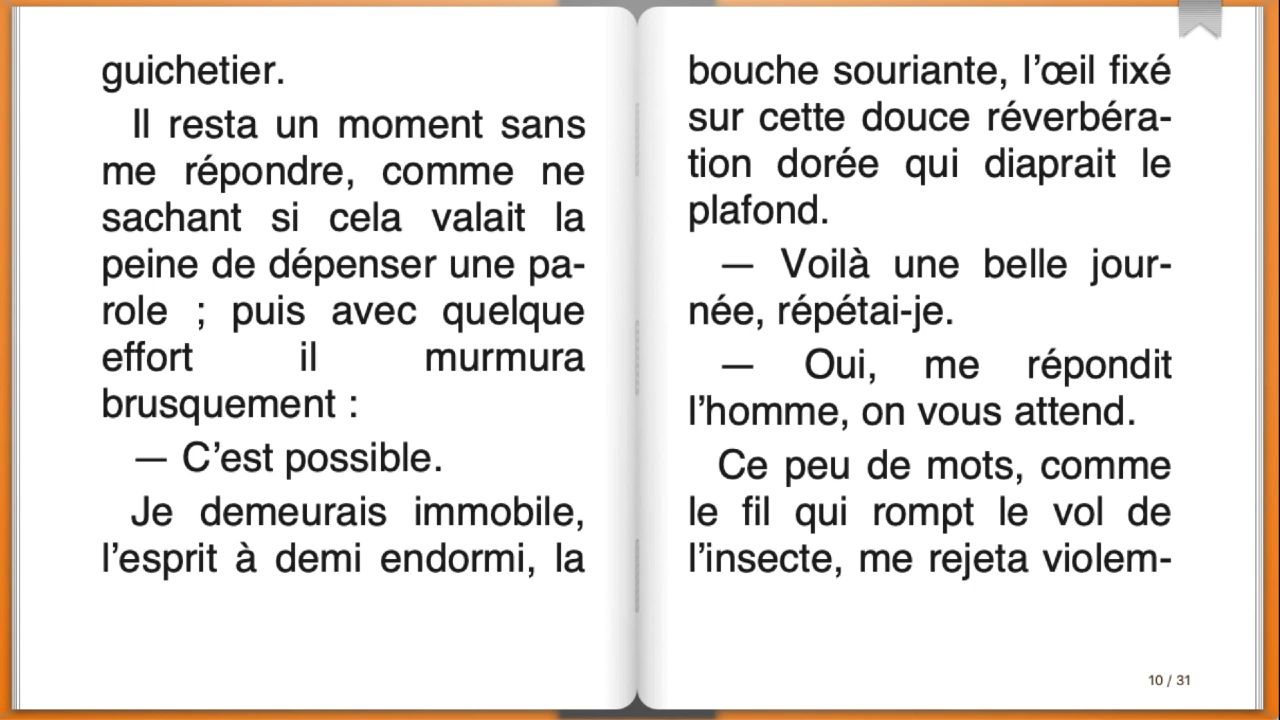 guichetier.
Il resta un moment sans
me répondre, comme ne
sachant si cela valait la
peine de dépenser une pa-
role ; puis avec quelque
effort il murmura
brusquement :
— C’est possible.
Je demeurais immobile,
l’esprit à demi endormi, la
bouche souriante, l’œil fixé
sur cette douce réverbéra-
tion dorée qui diaprait le
plafond.
— Voilà une belle jour-
née, répétai-je.
— Oui, me répondit
l’homme, on vous attend.
Ce peu de mots, comme
le fil qui rompt le vol de
l’insecte, me rejeta violem-
10 / 31